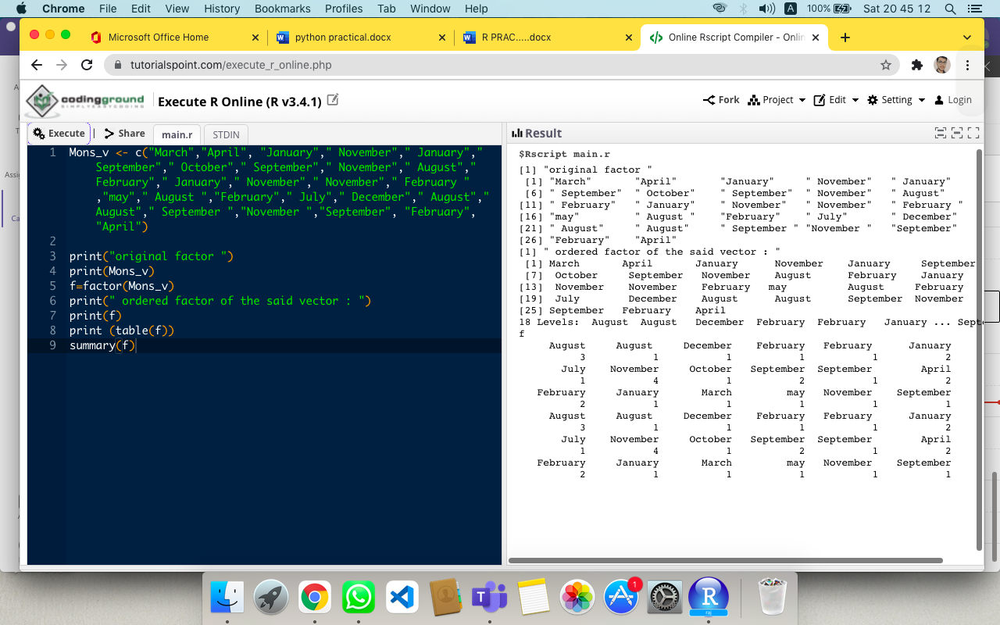 Chrome File Edit View History Bookmarks Profiles Tab Window Help A 100% Sat 20 45 12
Microsoft Office Home python practical.docx R PRAC.....docx Online Rscript Compiler - Onlin
tutorialspoint.com/execute_r_online.php
codingground
SIMPLEASYCODING
Execute R Online (R v3.4.1) Fork Project Edit Setting Login
Execute | Share main.r STDIN
1 Mons_v <- c("March","April", "January"," November"," January","
September"," October"," September"," November"," August","
February"," January"," November"," November"," February "
,"may"," August ","February"," July"," December"," August","
August"," September ","November ","September", "February",
"April")
2
3 print("original factor ")
4 print(Mons_v)
5 f=factor(Mons_v)
6 print(" ordered factor of the said vector : ")
7 print(f)
8 print (table(f))
9 summary(f)
Result
$Rscript main.r
[1] "original factor "
[1] "March" "April" "January" " November" " January"
[6] " September" " October" " September" " November" " August"
[11] " February" " January" " November" " November" " February "
[16] "may" " August " "February" " July" " December"
[21] " August" " August" " September " "November " "September"
[26] "February" "April"
[1] " ordered factor of the said vector : "
[1] March April January November January September
[7] October September November August February January
[13] November November February may August February
[19] July December August August September November
[25] September February April
18 Levels: August August December February February January ... Septe
f
August August December February February January
3 1 1 1 1 2
July November October September September April
1 4 1 2 1 2
February January March may November September
2 1 1 1 1 1
August August December February February January
3 1 1 1 1 2
July November October September September April
1 4 1 2 1 2
February January March may November September
2 1 1 1 1 1
A
T
Assig
Ca
T
1
R
raj